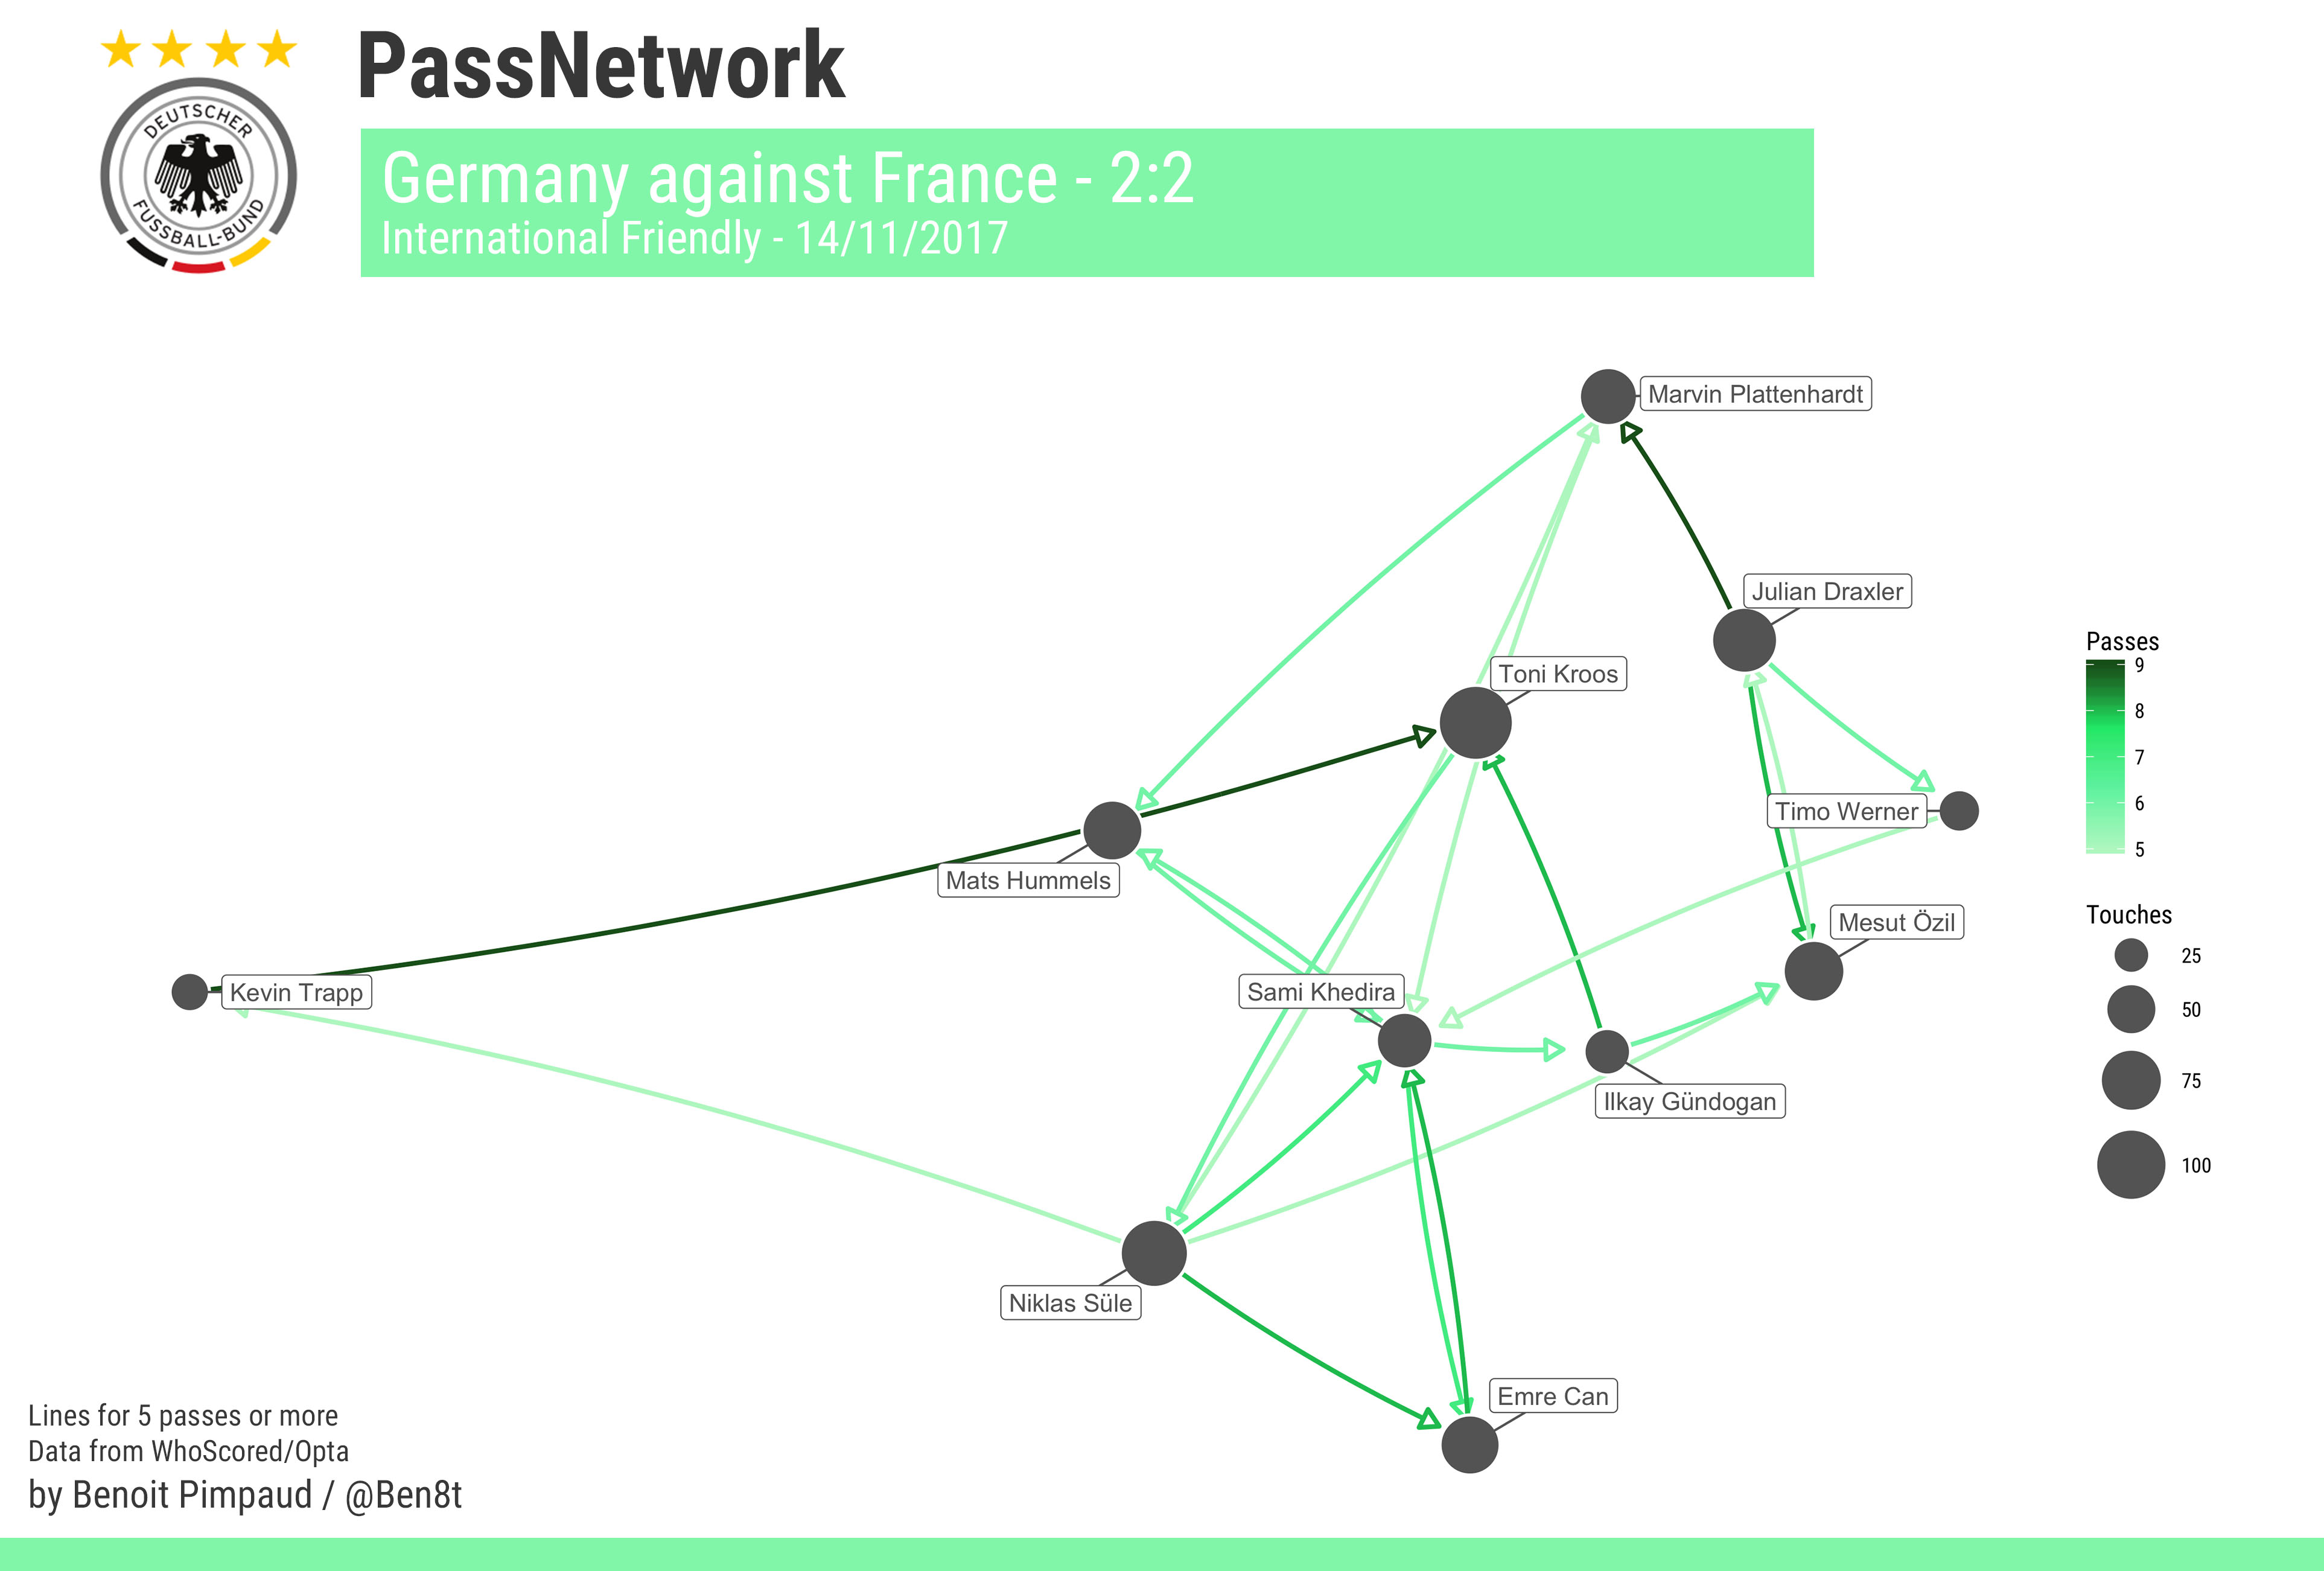 DEUTSCHER
FUSSBALL-BUND
PassNetwork
Germany against France - 2:2
International Friendly - 14/11/2017
Marvin Plattenhardt
Julian Draxler
Toni Kroos
Timo Werner
Mats Hummels
Mesut Özil
Kevin Trapp
Sami Khedira
Ilkay Gündogan
Niklas Süle
Emre Can
Passes
9
8
7
6
5
Touches
25
50
75
100
Lines for 5 passes or more
Data from WhoScored/Opta
by Benoit Pimpaud / @Ben8t